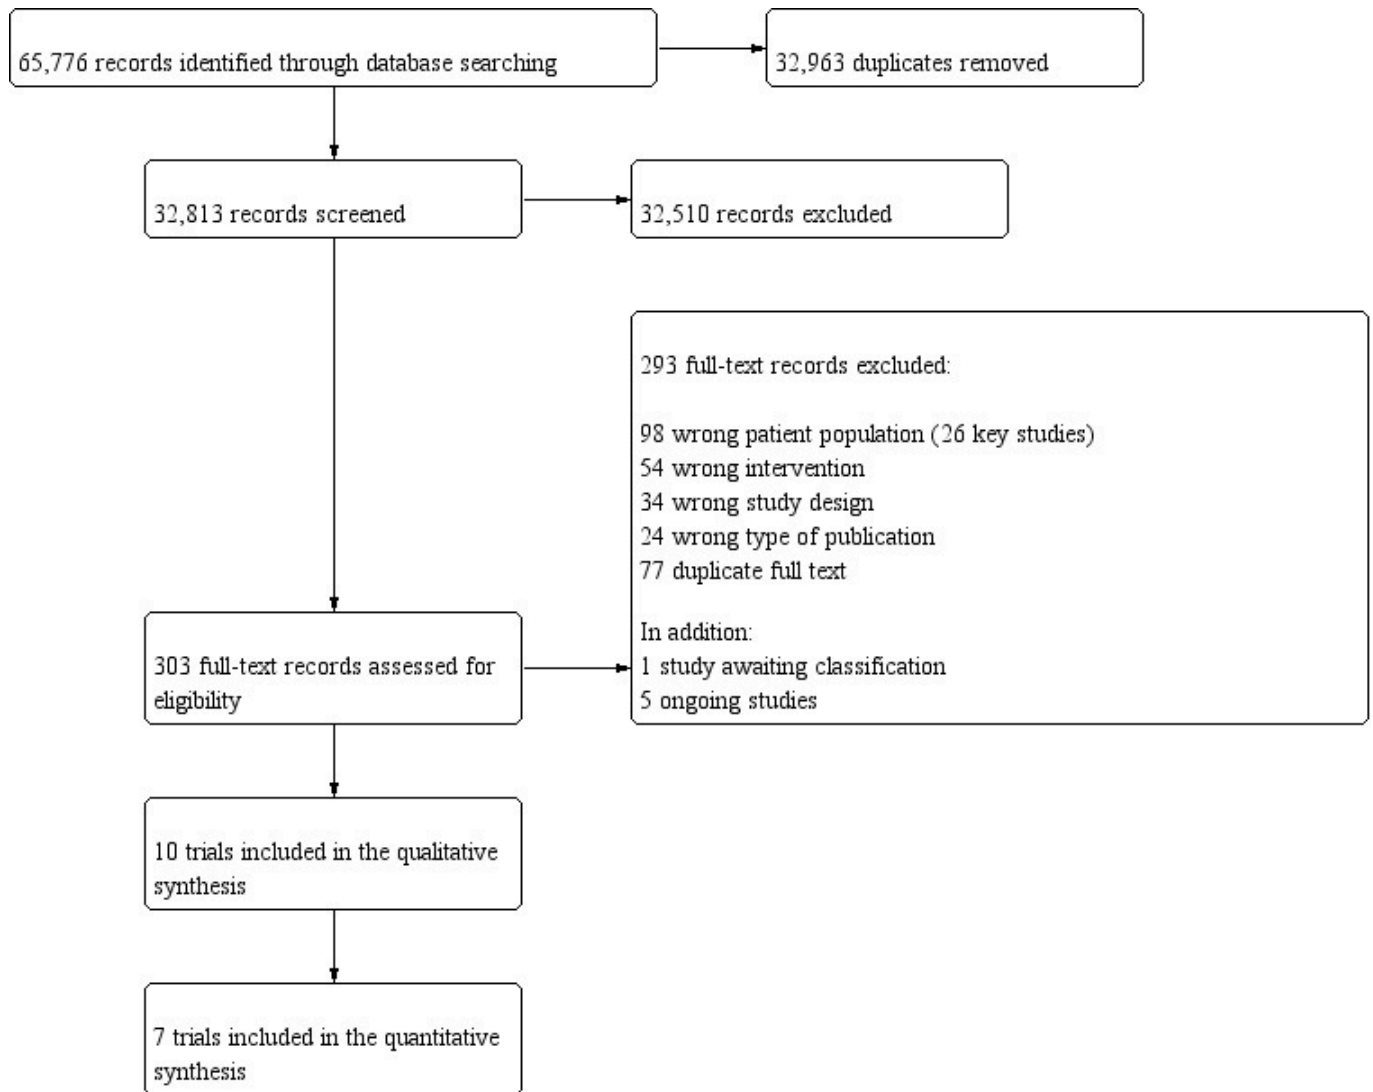 65,776 records identified through database searching
32,963 duplicates removed
32,813 records screened
32,510 records excluded
293 full-text records excluded:
98 wrong patient population (26 key studies)
54 wrong intervention
34 wrong study design
24 wrong type of publication
77 duplicate full text
In addition:
1 study awaiting classification
5 ongoing studies
303 full-text records assessed for
eligibility
10 trials included in the qualitative
synthesis
7 trials included in the quantitative
synthesis